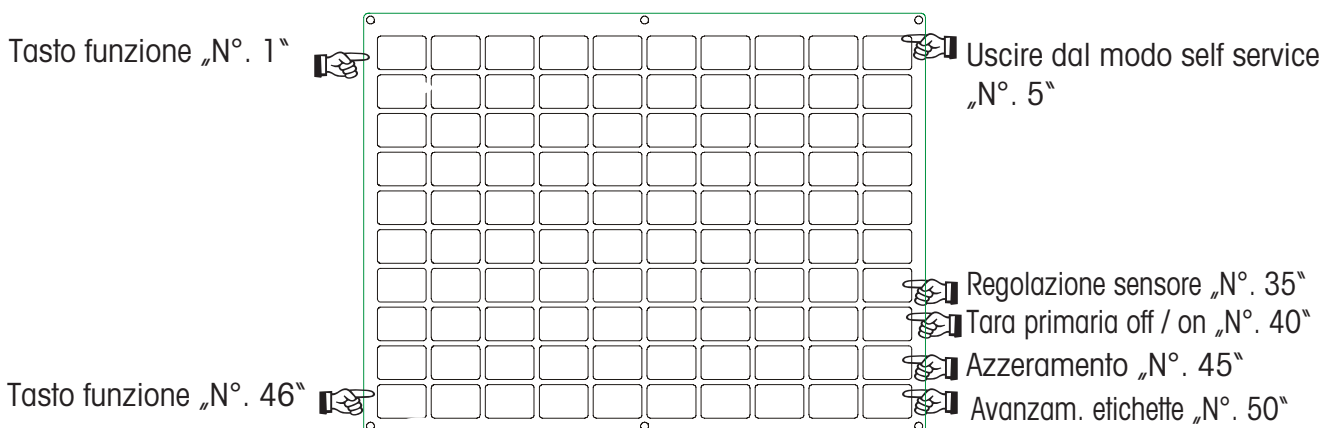 Tasto funzione „N°. 1‟
Uscire dal modo self service
„N°. 5‟
Regolazione sensore „N°. 35‟
Tara primaria off / on „N°. 40‟
Azzeramento „N°. 45‟
Tasto funzione „N°. 46‟
Avanzam. etichette „N°. 50‟